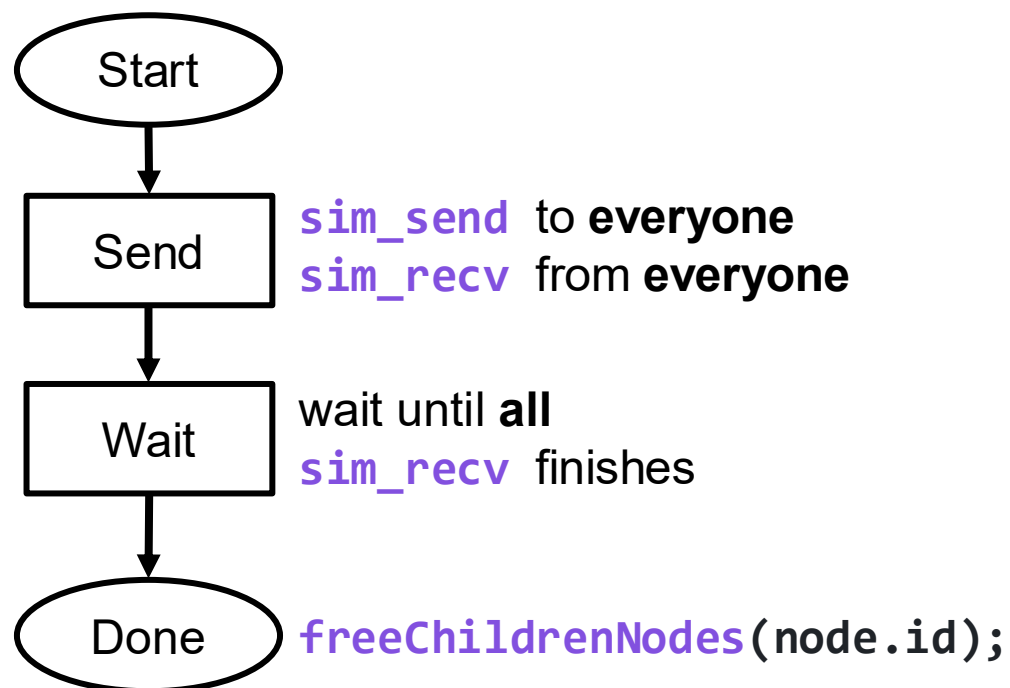 Start
Send
sim_send to everyone
sim_recv from everyone
Wait
wait until all
sim_recv finishes
Done
freeChildrenNodes(node.id);